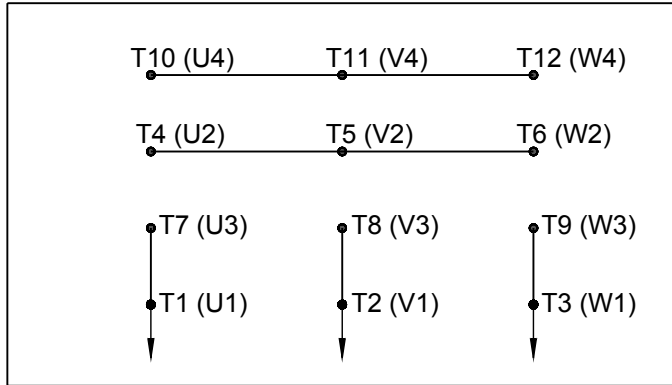 T10 (U4) T11 (V4) T12 (W4)
T4 (U2) T5 (V2) T6 (W2)
T7 (U3) T8 (V3) T9 (W3)
T1 (U1) T2 (V1) T3 (W1)